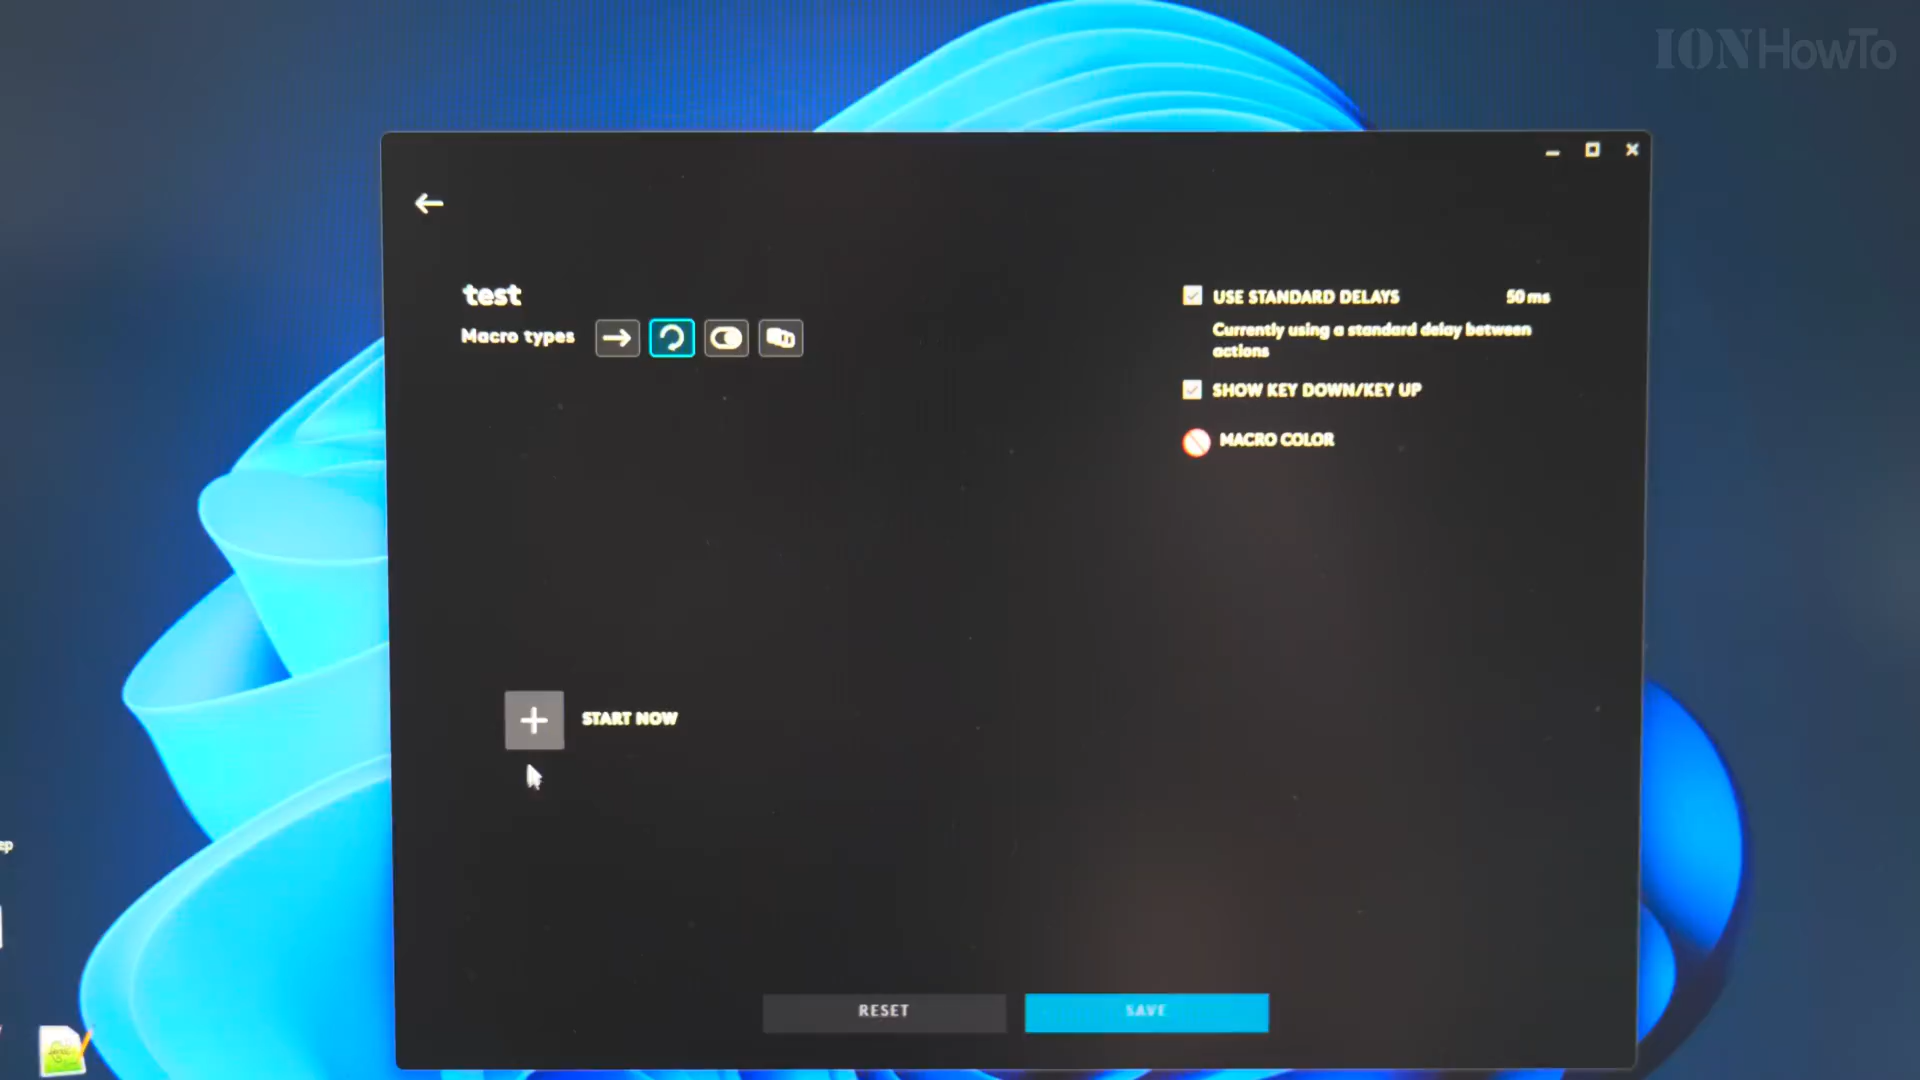 IONHowTo
test
Macro types
USE STANDARD DELAYS 50 ms
Currently using a standard delay between
actions
SHOW KEY DOWN/KEY UP
MACRO COLOR
START NOW
ep
RESET
SAVE